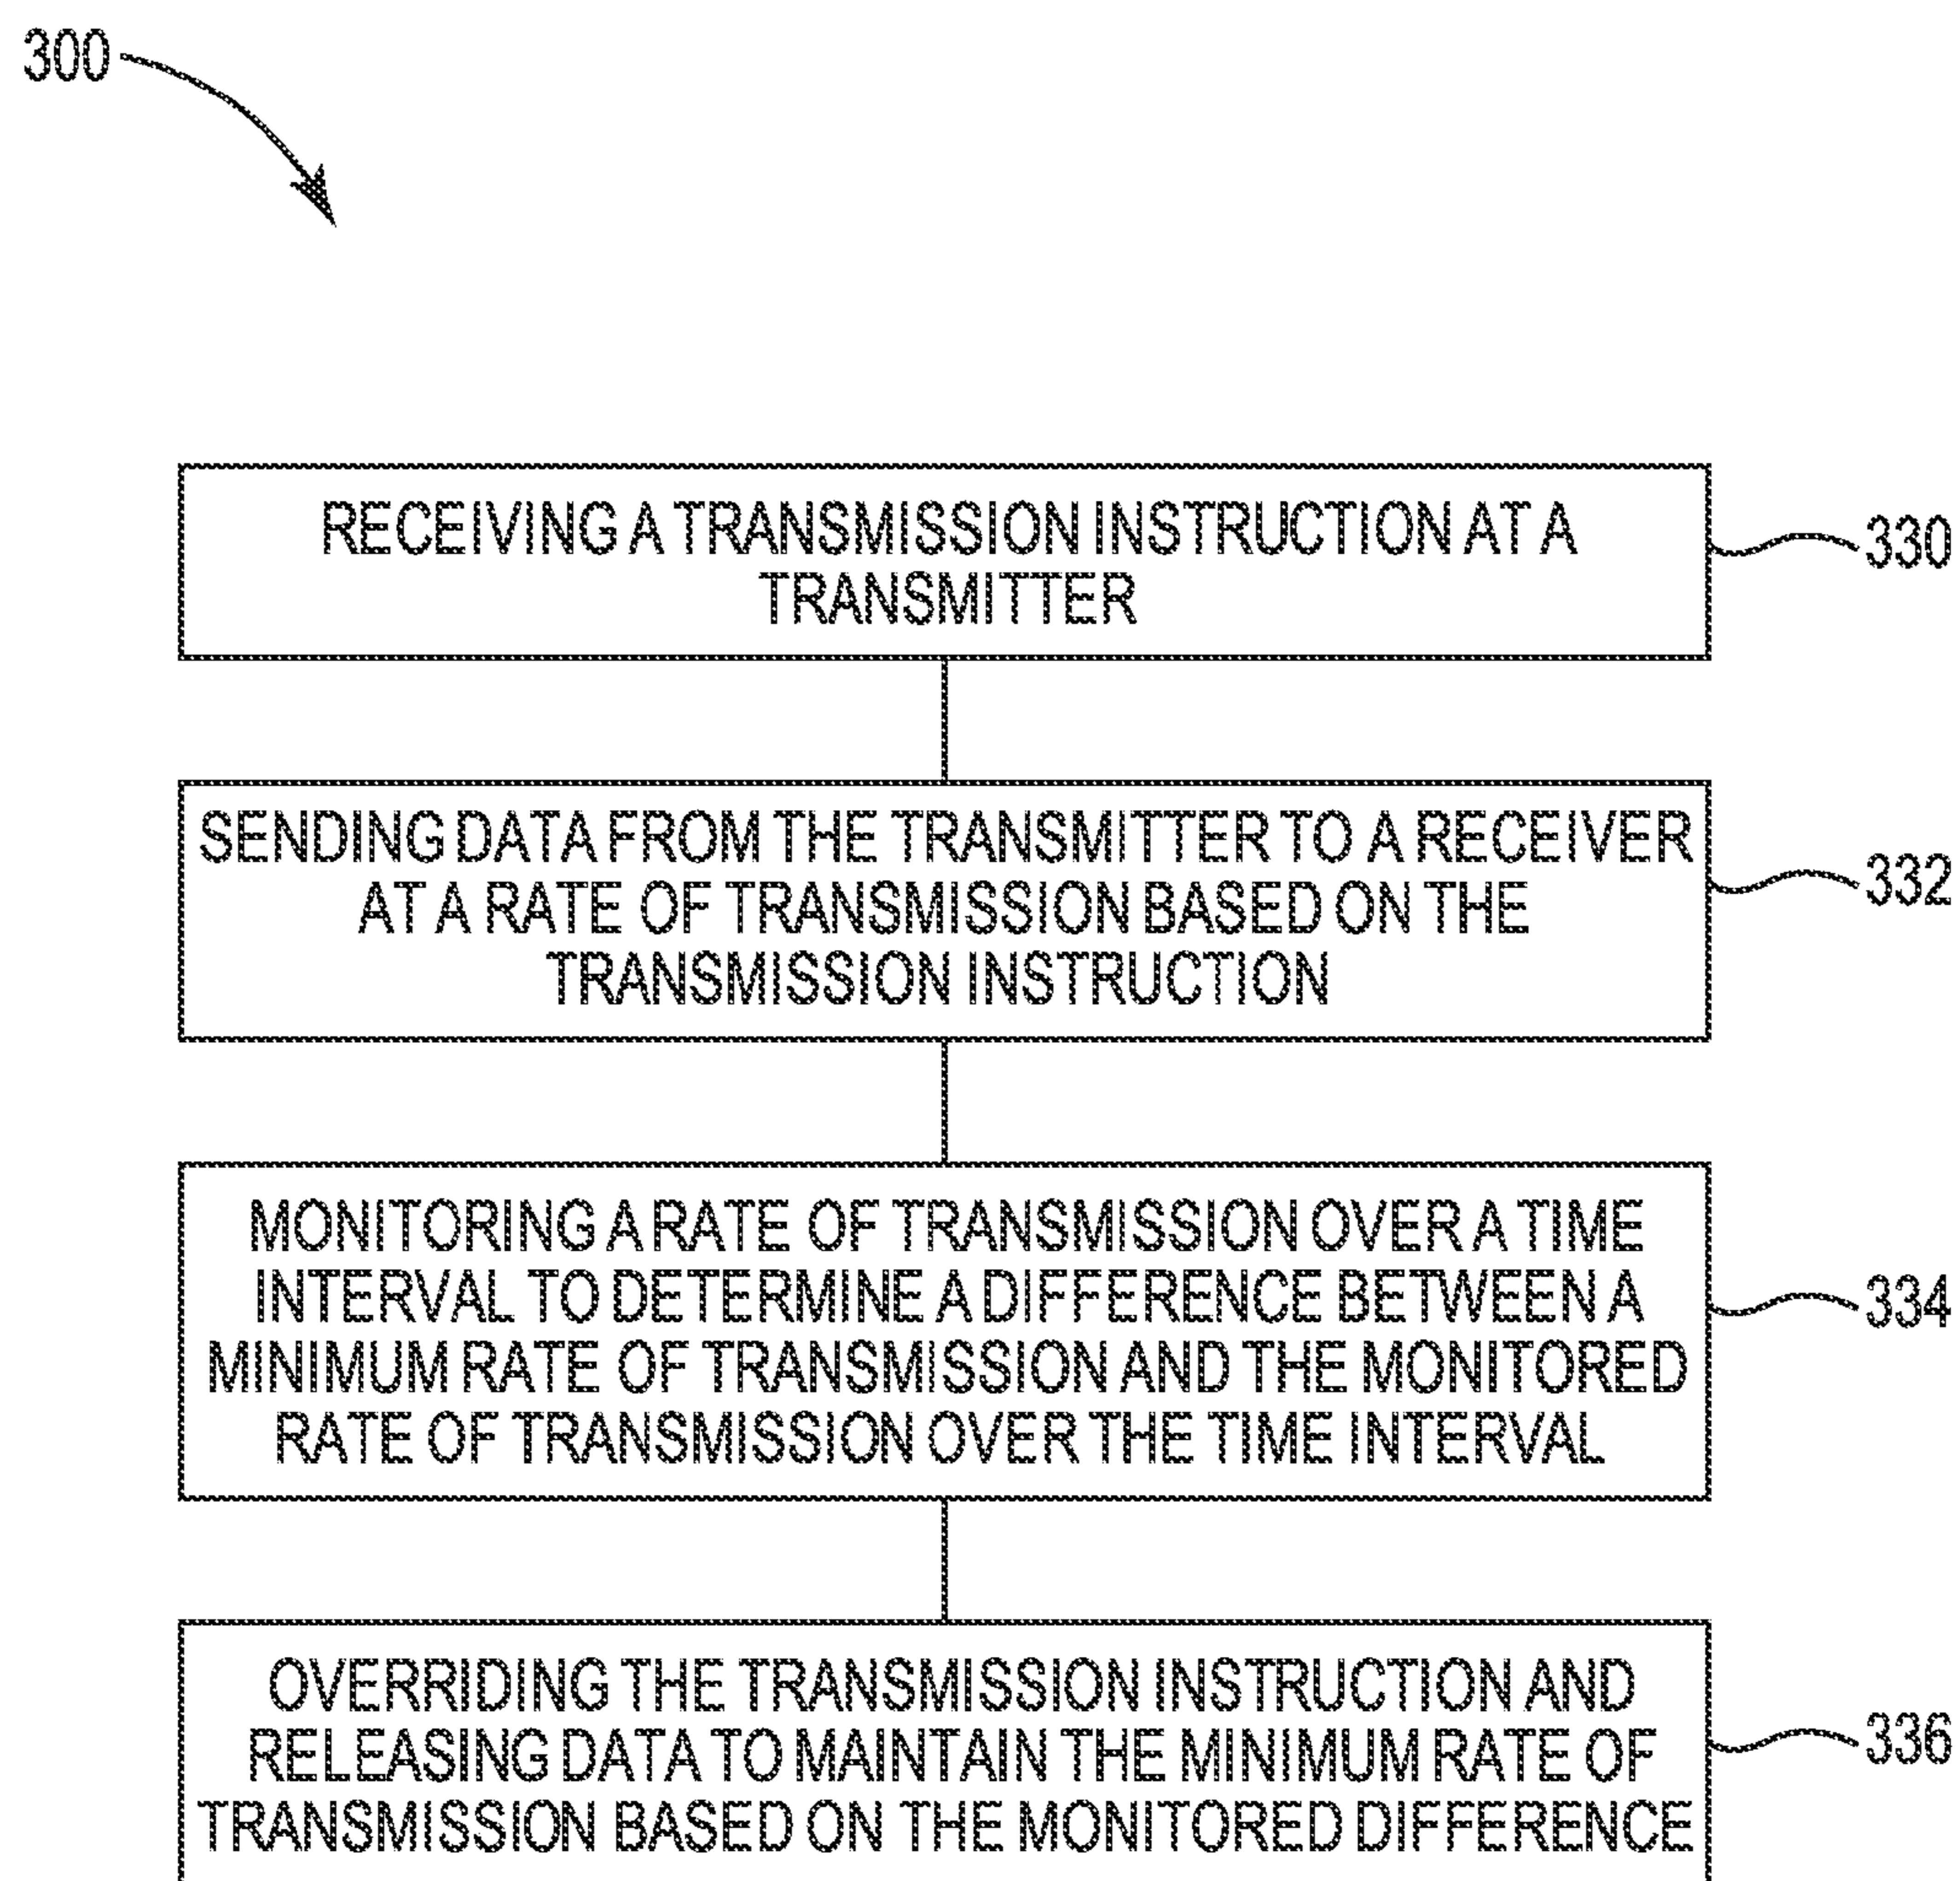 300
RECEIVING A TRANSMISSION INSTRUCTION AT A
TRANSMITTER
330
SENDING DATA FROM THE TRANSMITTER TO A RECEIVER
AT A RATE OF TRANSMISSION BASED ON THE
TRANSMISSION INSTRUCTION
332
MONITORING A RATE OF TRANSMISSION OVER A TIME
INTERVAL TO DETERMINE A DIFFERENCE BETWEEN A
MINIMUM RATE OF TRANSMISSION AND THE MONITORED
RATE OF TRANSMISSION OVER THE TIME INTERVAL
334
OVERRIDING THE TRANSMISSION INSTRUCTION AND
RELEASING DATA TO MAINTAIN THE MINIMUM RATE OF
TRANSMISSION BASED ON THE MONITORED DIFFERENCE
336